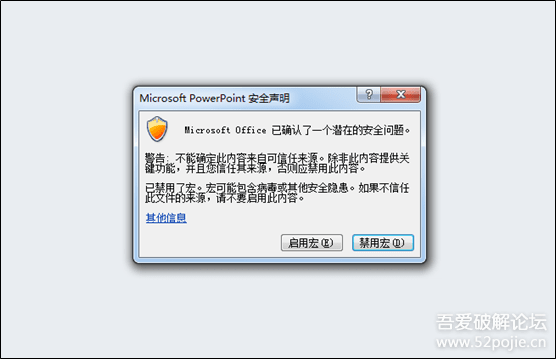 Microsoft PowerPoint 安全声明
Microsoft Office 已确认了一个潜在的安全问题。
警告: 不能确定此内容来自可信任来源。除非此内容提供关
键功能，并且您信任其来源，否则应禁用此内容。
已禁用了宏。宏可能包含病毒或其他安全隐患。如果不信任
此文件的来源，请不要启用此内容。
其他信息
启用宏(E)
禁用宏(D)
吾爱破解论坛
www.52pojie.cn